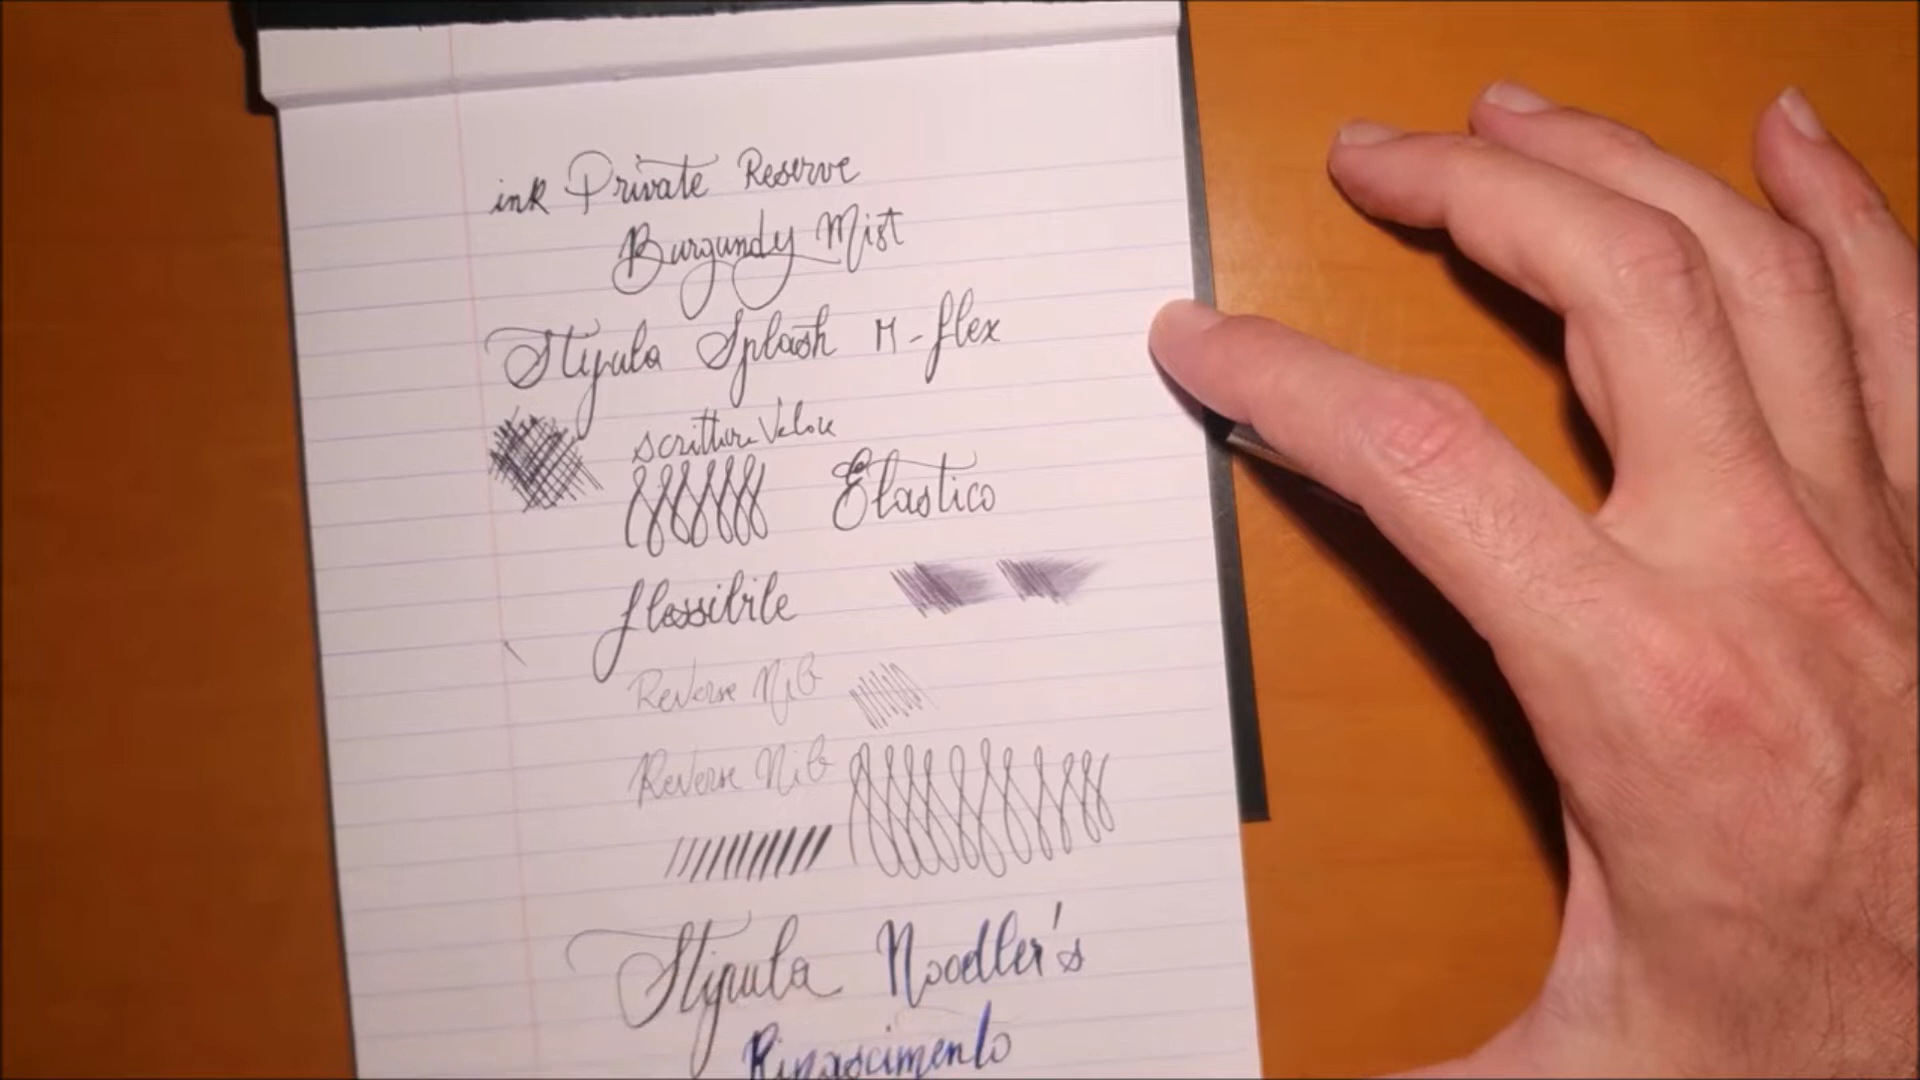 ink Private Reserve
Burgundy Mist
Stipula Splash M-flex
scrittura Veloce
Elastico
flessibile
Reverse Nib
Reverse Nib
Stipula Noodler's
Rinascimento